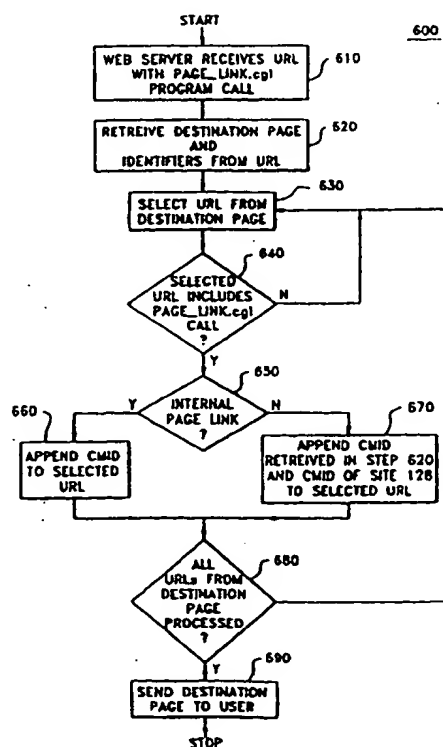 START
600
WEB SERVER RECEIVES URL
WITH PAGE_LINK.cgi
PROGRAM CALL
610
RETREIVE DESTINATION PAGE
AND
IDENTIFIERS FROM URL
620
SELECT URL FROM
DESTINATION PAGE
630
640
SELECTED
URL INCLUDES
PAGE_LINK.cgi
CALL
?
N
Y
650
INTERNAL
PAGE LINK
?
Y
N
660
APPEND CMID
TO SELECTED
URL
670
APPEND CMID
RETREIVED IN STEP 620
AND CMID OF SITE 128
TO SELECTED URL
680
ALL
URLs FROM
DESTINATION
PAGE
PROCESSED
?
Y
690
SEND DESTINATION
PAGE TO USER
STOP